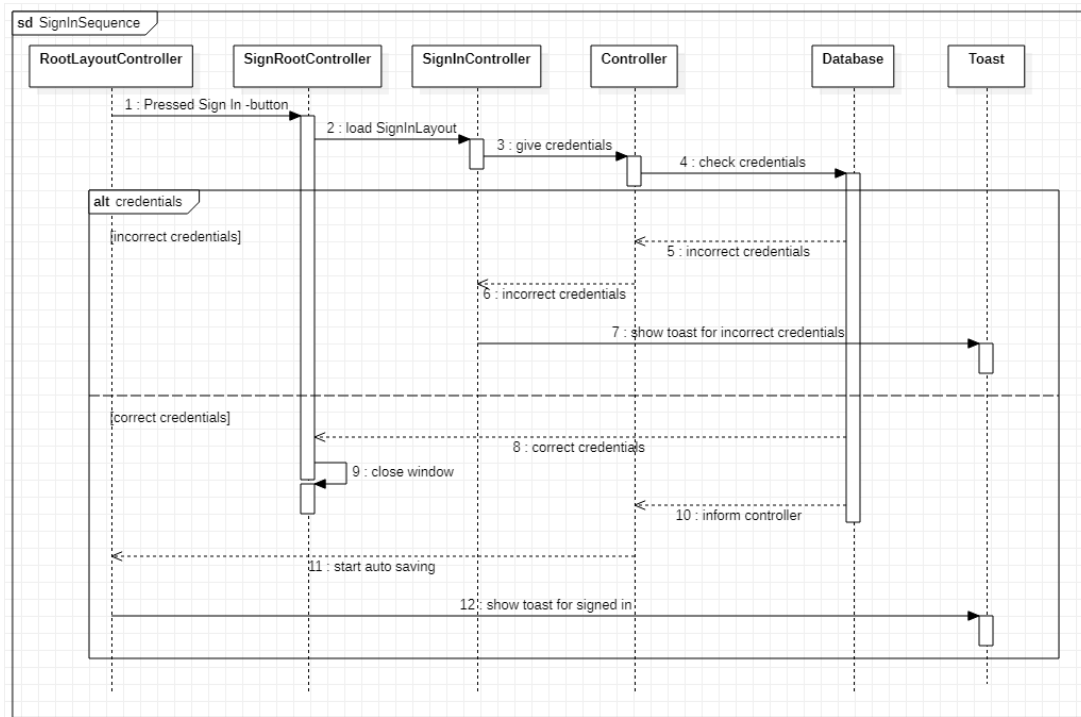 sd SignInSequence
RootLayoutController
SignRootController
SignInController
Controller
Database
Toast
1 : Pressed Sign In -button
2 : load SignInLayout
3 : give credentials
4 : check credentials
alt credentials
[incorrect credentials]
5 : incorrect credentials
6 : incorrect credentials
7 : show toast for incorrect credentials
[correct credentials]
8 : correct credentials
9 : close window
10 : inform controller
11 : start auto saving
12 : show toast for signed in